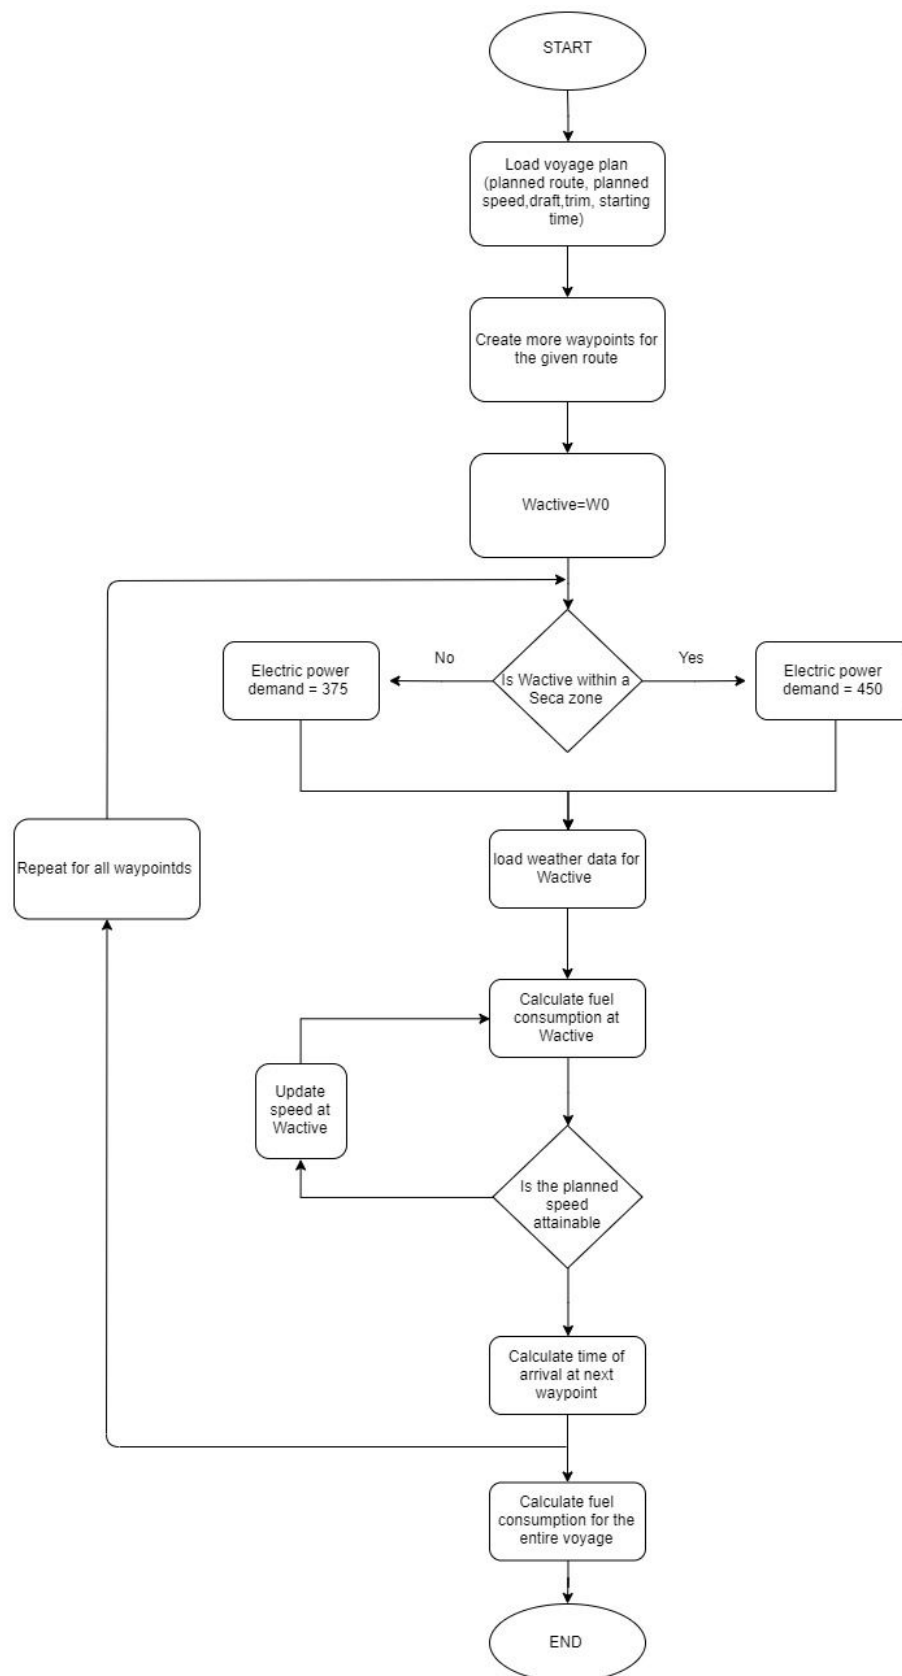 START
Load voyage plan
(planned route, planned
speed,draft,trim, starting
time)
Create more waypoints for
the given route
Wactive=W0
No
Yes
Electric power
demand = 375
Is Wactive within a
Seca zone
Electric power
demand = 450
load weather data for
Wactive
Repeat for all waypointds
Calculate fuel
consumption at
Wactive
Update
speed at
Wactive
Is the planned
speed
attainable
Calculate time of
arrival at next
waypoint
Calculate fuel
consumption for the
entire voyage
END